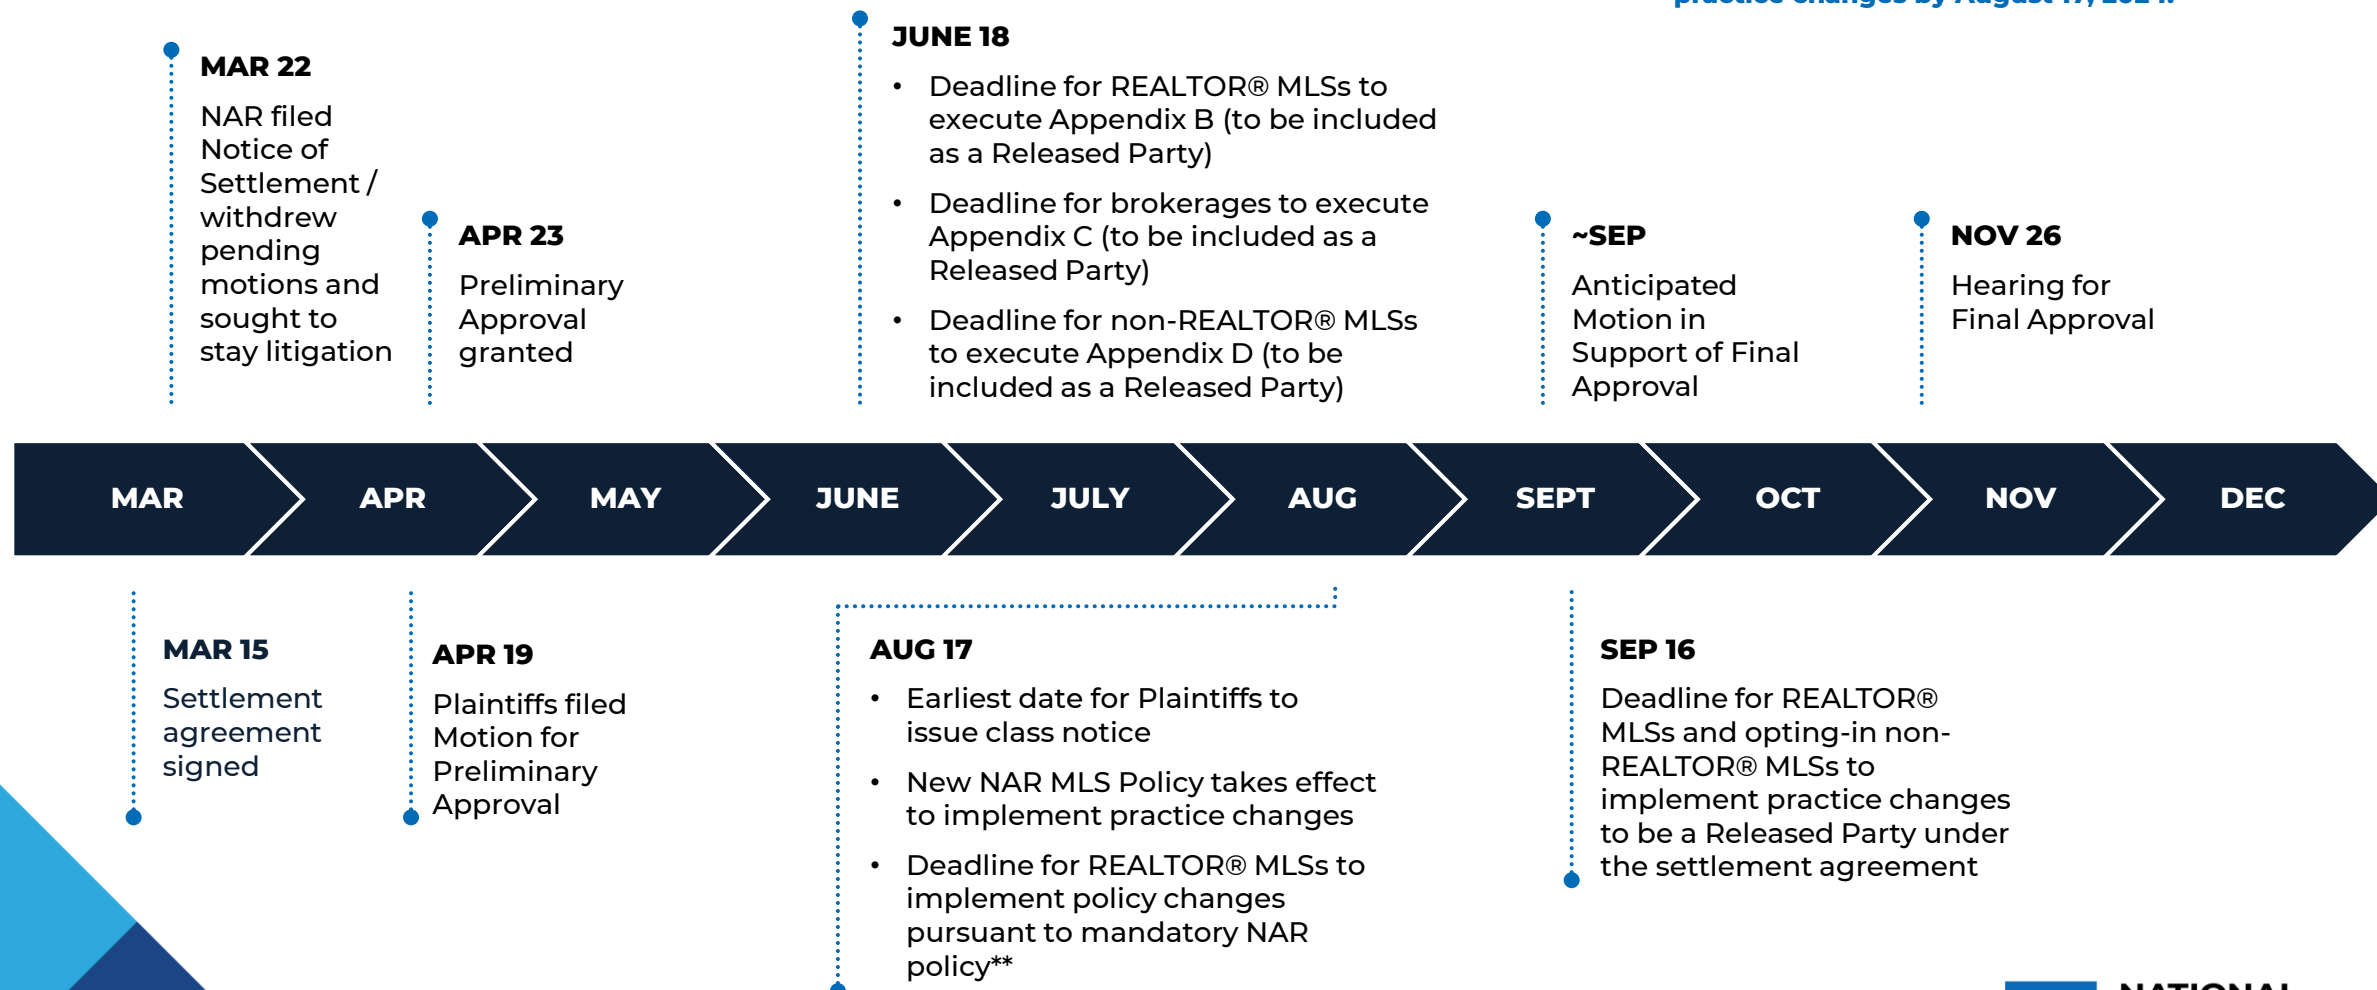 practice changes by August 17, 2024.
MAR 22
NAR filed
Notice of
Settlement /
withdrew
pending
motions and
sought to
stay litigation
APR 23
Preliminary
Approval
granted
JUNE 18
• Deadline for REALTOR® MLSs to
execute Appendix B (to be included
as a Released Party)
• Deadline for brokerages to execute
Appendix C (to be included as a
Released Party)
• Deadline for non-REALTOR® MLSs
to execute Appendix D (to be
included as a Released Party)
~SEP
Anticipated
Motion in
Support of Final
Approval
NOV 26
Hearing for
Final Approval
MAR
APR
MAY
JUNE
JULY
AUG
SEPT
OCT
NOV
DEC
MAR 15
Settlement
agreement
signed
APR 19
Plaintiffs filed
Motion for
Preliminary
Approval
AUG 17
• Earliest date for Plaintiffs to
issue class notice
• New NAR MLS Policy takes effect
to implement practice changes
• Deadline for REALTOR® MLSs to
implement policy changes
pursuant to mandatory NAR
policy**
SEP 16
Deadline for REALTOR®
MLSs and opting-in non-
REALTOR® MLSs to
implement practice changes
to be a Released Party under
the settlement agreement
NATIONAL